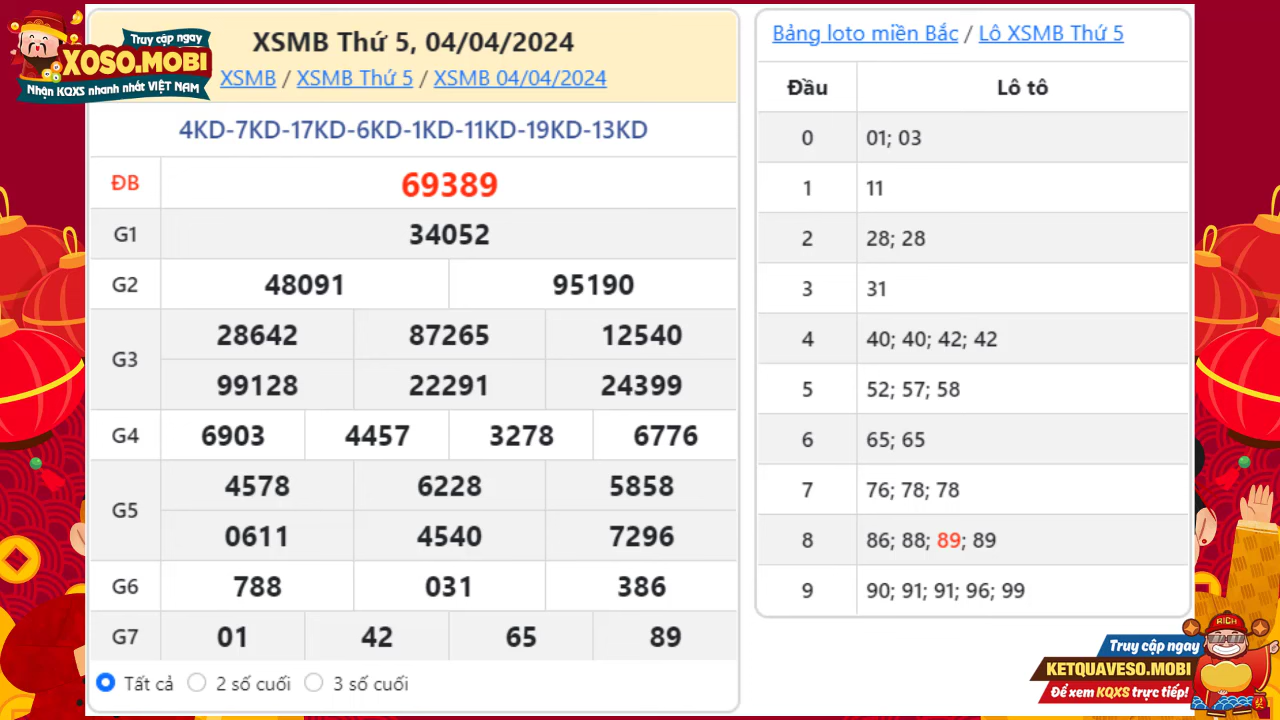 Truy cập ngay
XOSO.MOBI
Nhận KQXS nhanh nhất VIỆT NAM
XSMB Thứ 5, 04/04/2024
XSMB / XSMB Thứ 5 / XSMB 04/04/2024
4KD-7KD-17KD-6KD-1KD-11KD-19KD-13KD
ĐB 69389
G1 34052
G2 48091 95190
G3 28642 87265 12540
99128 22291 24399
G4 6903 4457 3278 6776
G5 4578 6228 5858
0611 4540 7296
G6 788 031 386
G7 01 42 65 89
Tất cả 2 số cuối 3 số cuối
Bảng loto miền Bắc / Lô XSMB Thứ 5
Đầu Lô tô
0 01; 03
1 11
2 28; 28
3 31
4 40; 40; 42; 42
5 52; 57; 58
6 65; 65
7 76; 78; 78
8 86; 88; 89; 89
9 90; 91; 91; 96; 99
RICH
Truy cập ngay
KETQUAVESO.MOBI
Để xem KQXS trực tiếp!